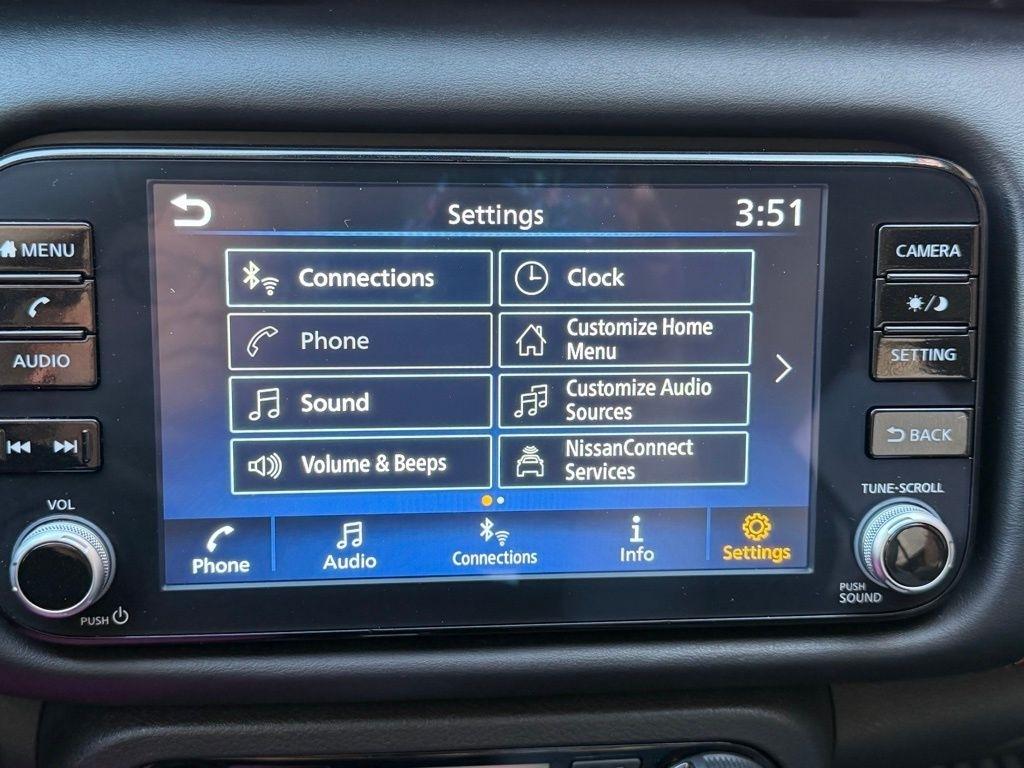 Settings
3:51
Connections
Clock
Phone
Customize Home
Menu
Sound
Customize Audio
Sources
Volume & Beeps
NissanConnect
Services
Phone
Audio
Connections
Info
Settings
MENU
AUDIO
VOL
PUSH
CAMERA
SETTING
BACK
TUNE-SCROLL
PUSH
SOUND